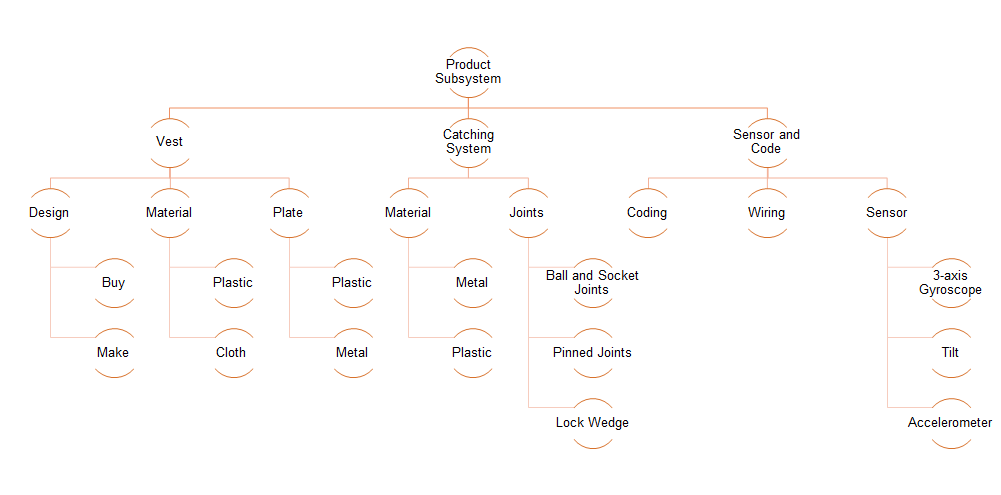 Product
Subsystem
Vest
Catching
System
Sensor and
Code
Design
Material
Plate
Material
Joints
Coding
Wiring
Sensor
Buy
Plastic
Plastic
Metal
Ball and Socket
Joints
3-axis
Gyroscope
Make
Cloth
Metal
Plastic
Pinned Joints
Tilt
Lock Wedge
Accelerometer